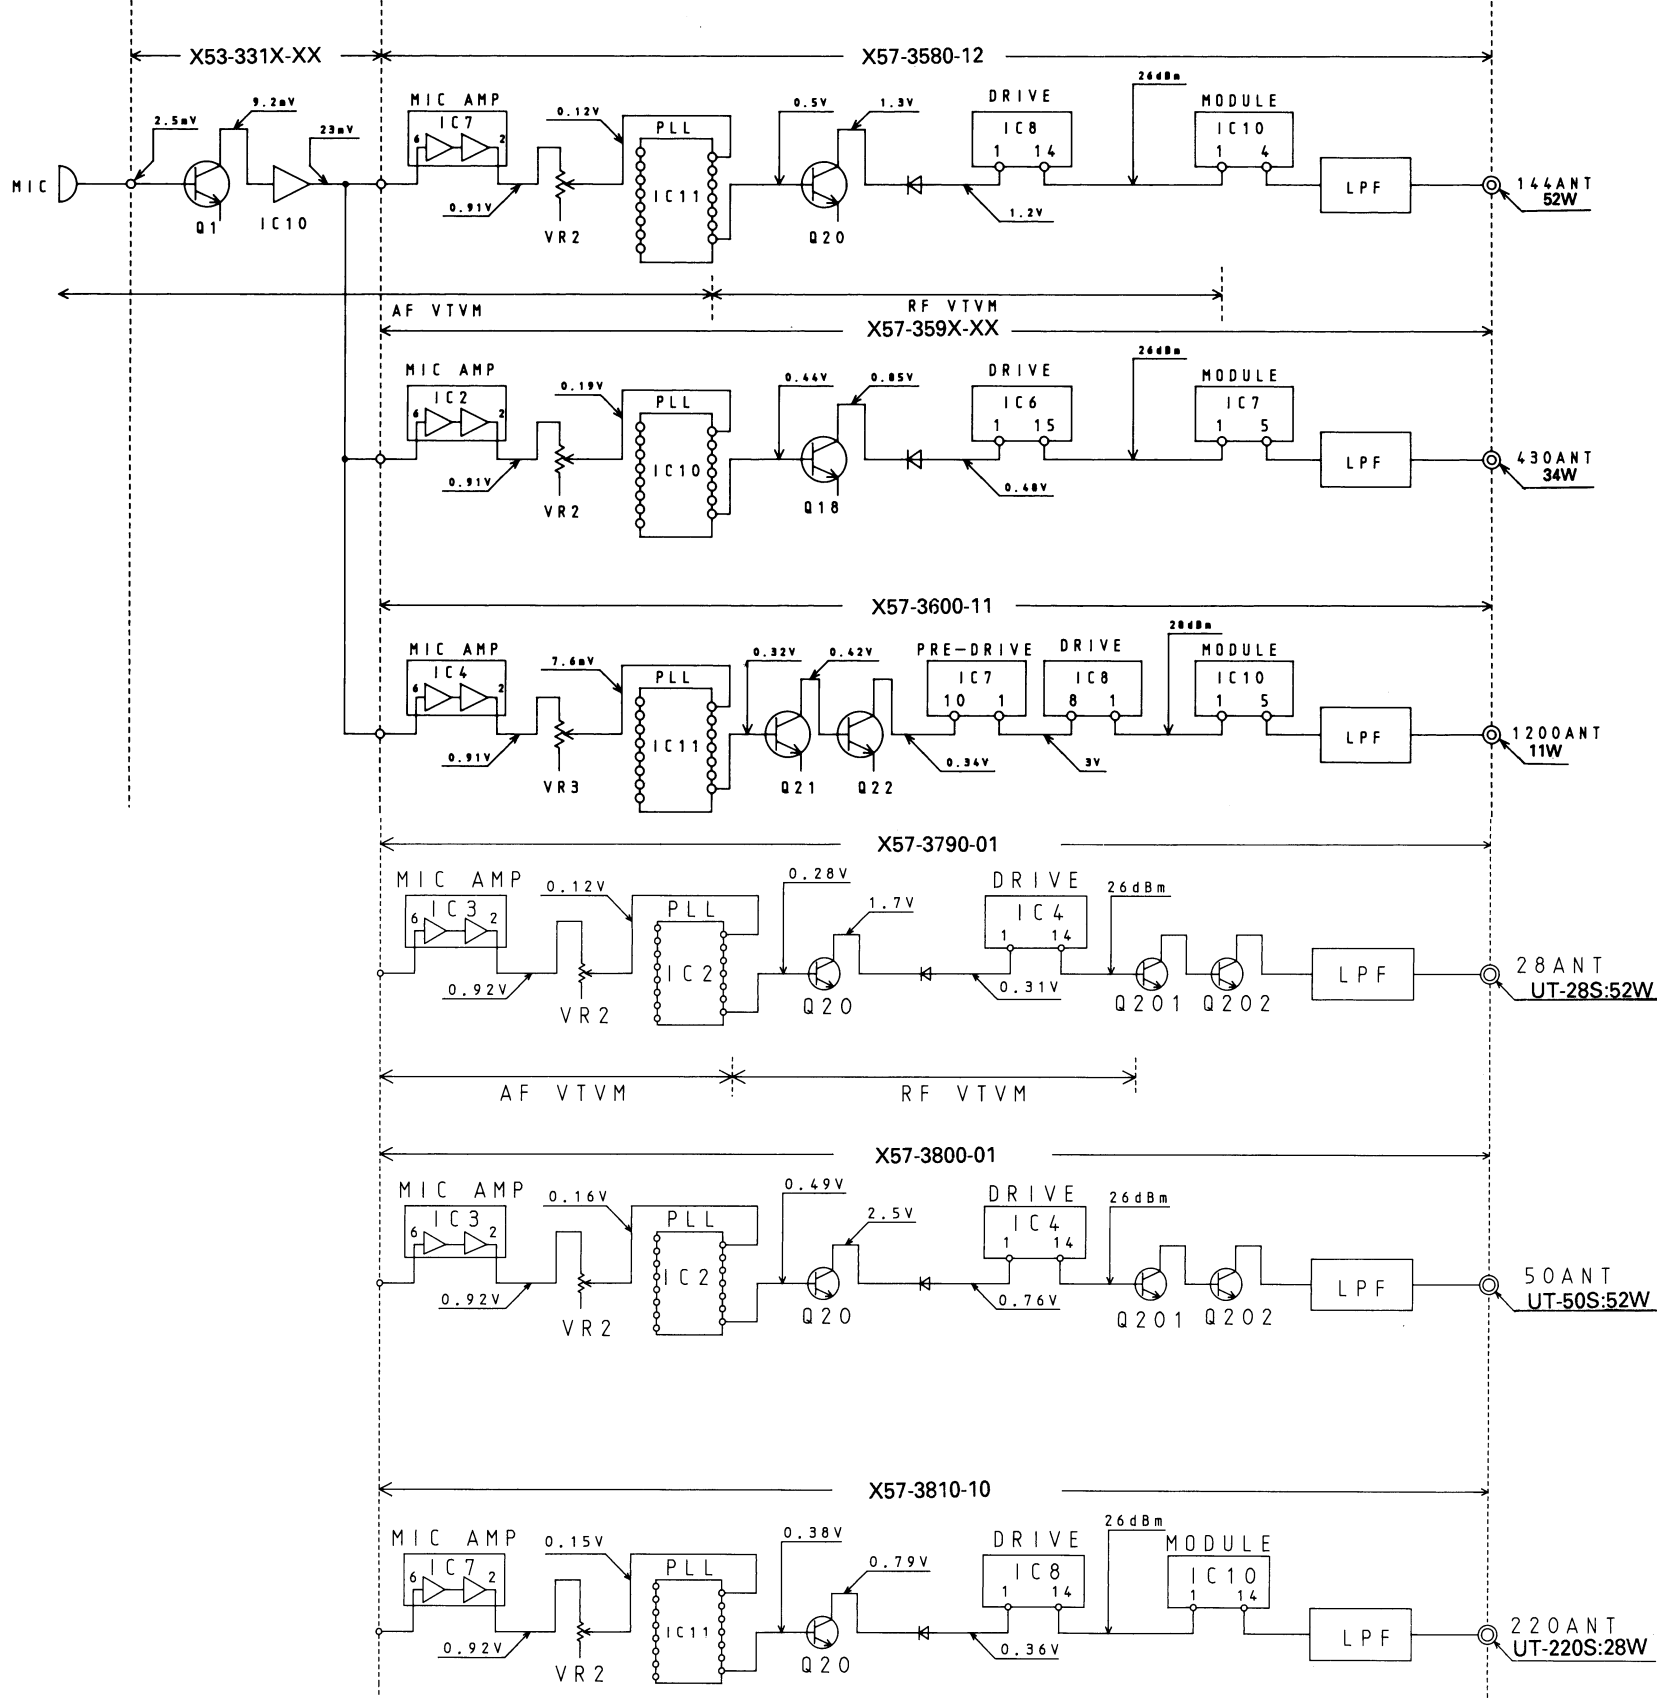 X53-331X-XX
X57-3580-12
MIC
2.5mV
9.2mV
23mV
Q1
IC10
MIC AMP
IC7
6 2
0.91V
0.12V
VR2
PLL
IC11
0.5V
1.3V
Q20
1.2V
DRIVE
IC8
1 14
26dBm
MODULE
IC10
1 4
LPF
144ANT
52W
AF VTVM
RF VTVM
X57-359X-XX
MIC AMP
IC2
6 2
0.91V
0.19V
VR2
PLL
IC10
0.44V
0.85V
Q18
0.48V
DRIVE
IC6
1 15
26dBm
MODULE
IC7
1 5
LPF
430ANT
34W
X57-3600-11
MIC AMP
IC4
6 2
0.91V
7.6mV
VR3
PLL
IC11
0.32V
0.42V
Q21
Q22
0.34V
PRE-DRIVE
IC7
10 1
3V
DRIVE
IC8
8 1
28dBm
MODULE
IC10
1 5
LPF
1200ANT
11W
X57-3790-01
MIC AMP
IC3
6 2
0.92V
0.12V
VR2
PLL
IC2
0.28V
1.7V
Q20
0.31V
DRIVE
IC4
1 14
26dBm
Q201
Q202
LPF
28ANT
UT-28S:52W
AF VTVM
RF VTVM
X57-3800-01
MIC AMP
IC3
6 2
0.92V
0.16V
VR2
PLL
IC2
0.49V
2.5V
Q20
0.76V
DRIVE
IC4
1 14
26dBm
Q201
Q202
LPF
50ANT
UT-50S:52W
X57-3810-10
MIC AMP
IC7
6 2
0.92V
0.15V
VR2
PLL
IC11
0.38V
0.79V
Q20
0.36V
DRIVE
IC8
1 14
26dBm
MODULE
IC10
1 14
LPF
220ANT
UT-220S:28W